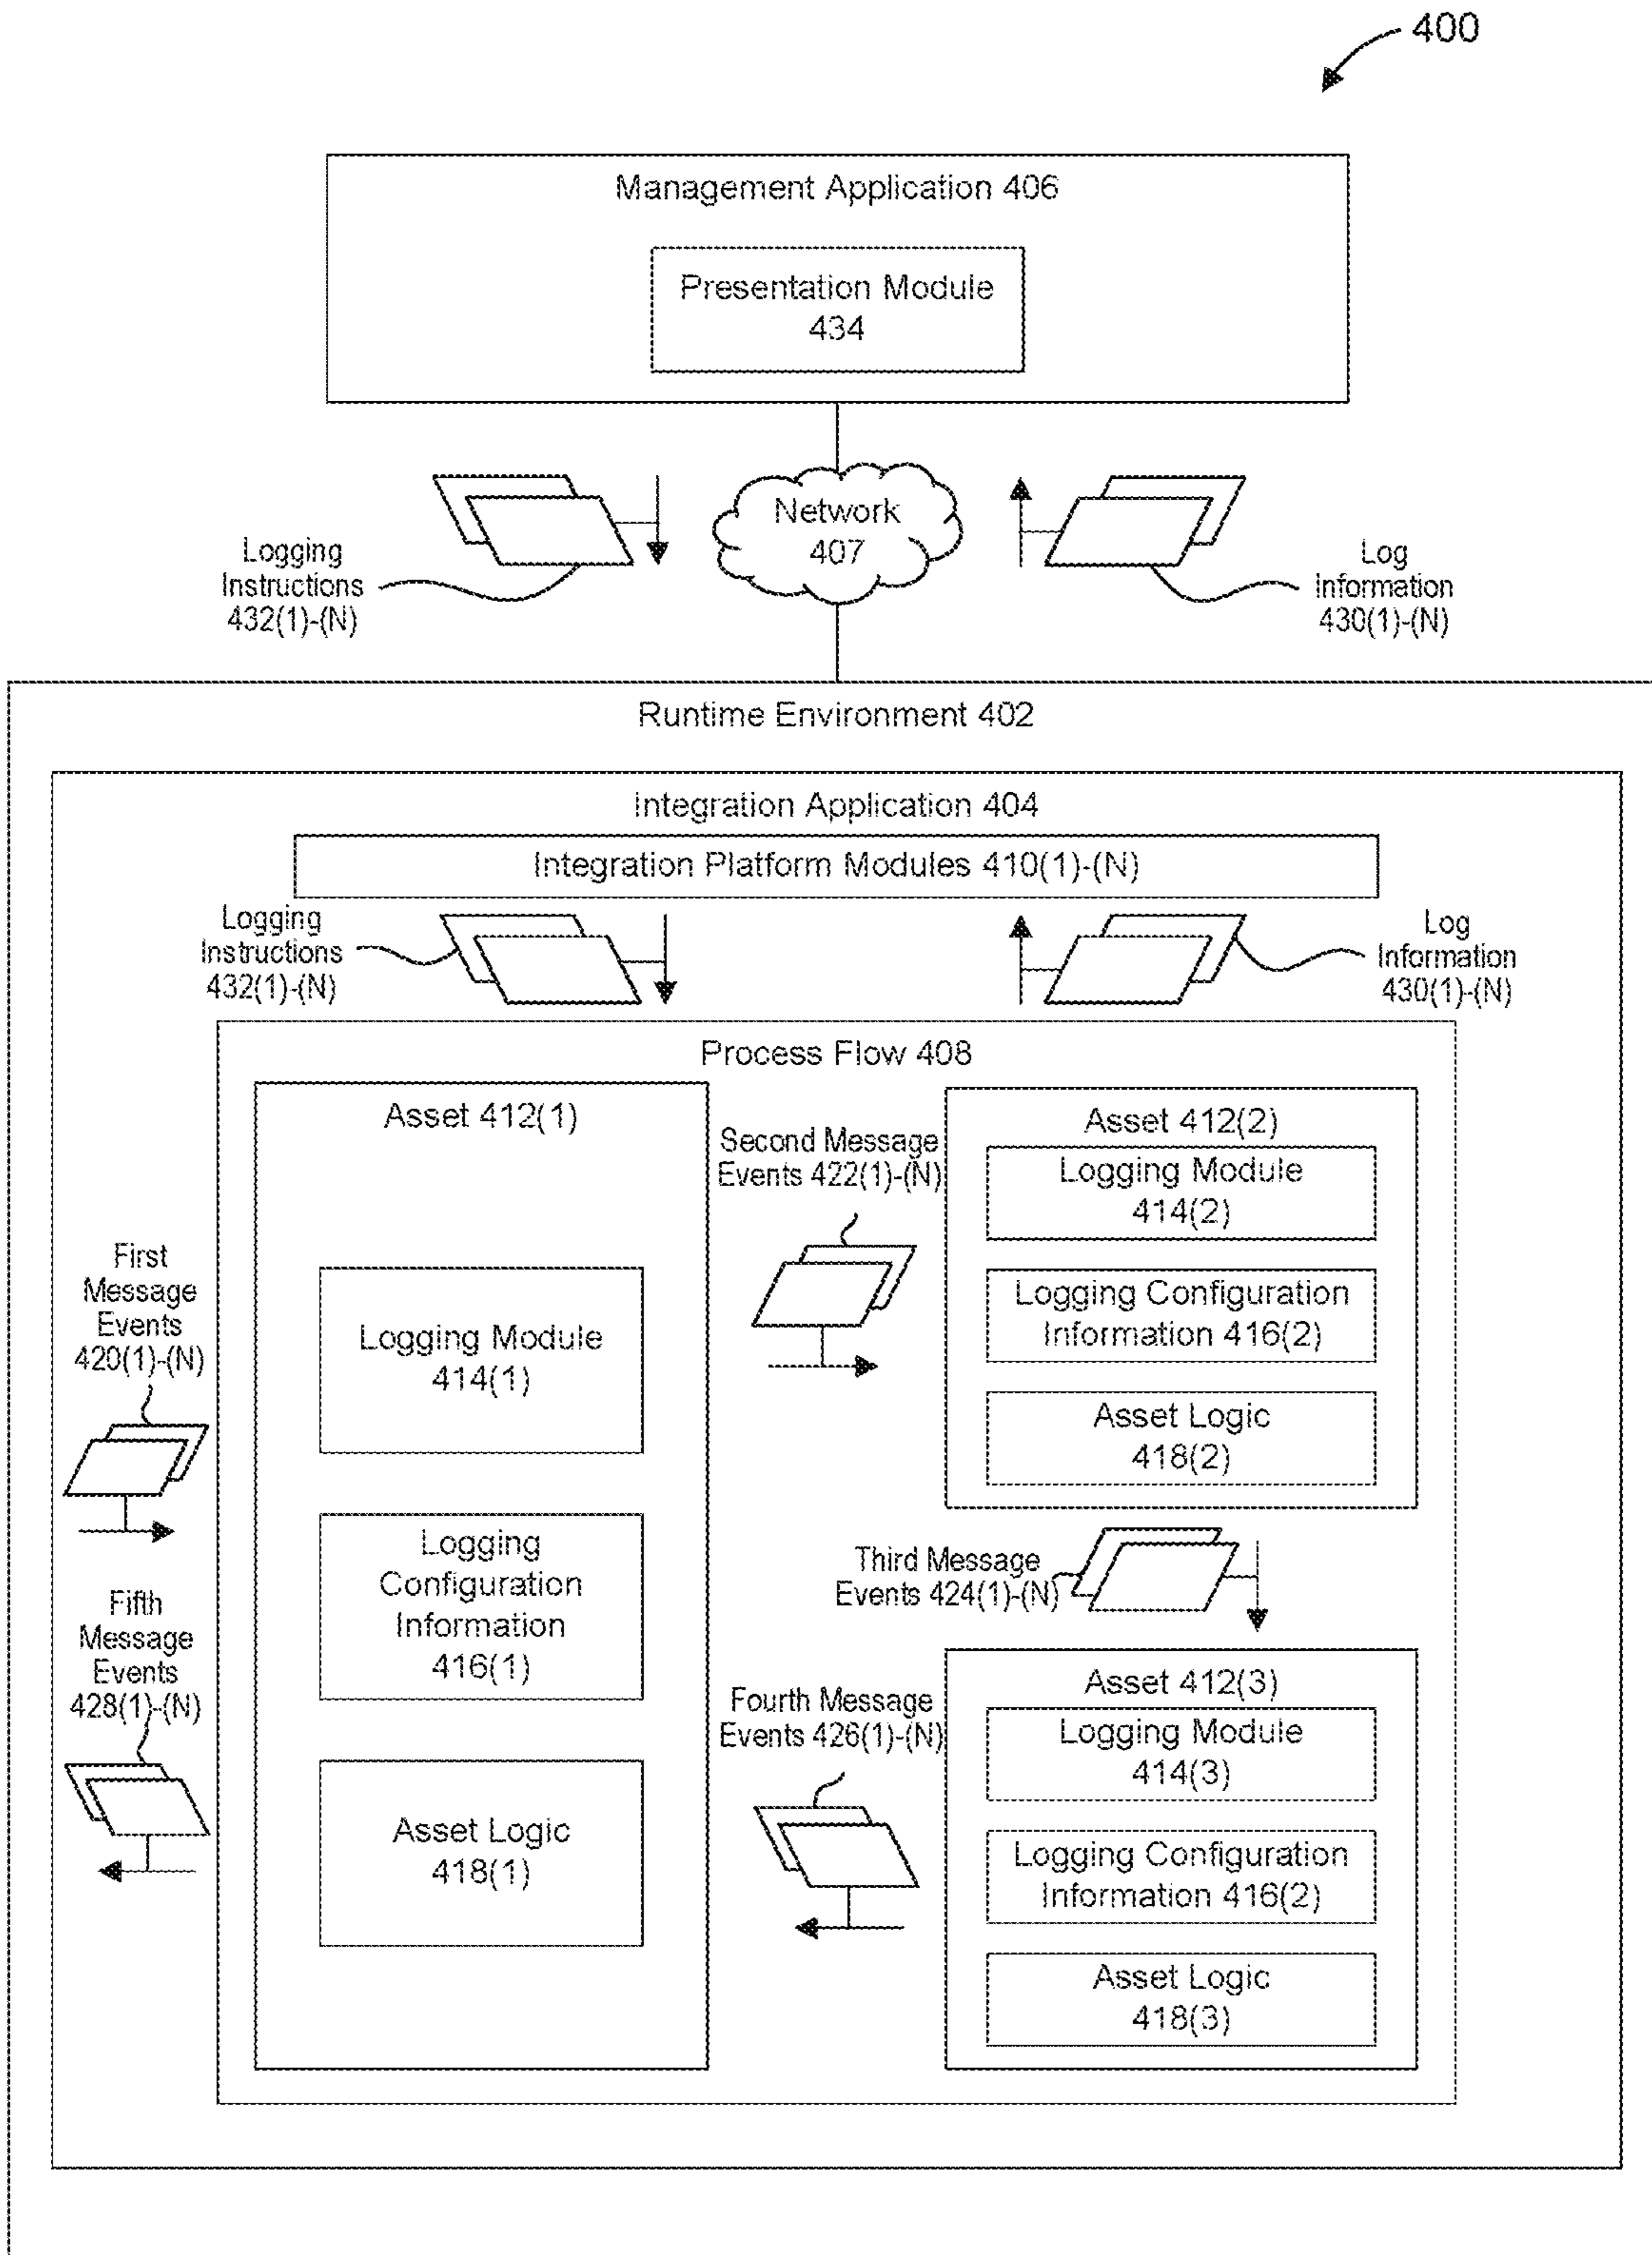 400
Management Application 406
Presentation Module
434
Network
407
Logging
Instructions
432(1)-(N)
Log
Information
430(1)-(N)
Runtime Environment 402
Integration Application 404
Integration Platform Modules 410(1)-(N)
Logging
Instructions
432(1)-(N)
Log
Information
430(1)-(N)
Process Flow 408
First
Message
Events
420(1)-(N)
Fifth
Message
Events
428(1)-(N)
Asset 412(1)
Logging Module
414(1)
Logging
Configuration
Information
416(1)
Asset Logic
418(1)
Second Message
Events 422(1)-(N)
Asset 412(2)
Logging Module
414(2)
Logging Configuration
Information 416(2)
Asset Logic
418(2)
Third Message
Events 424(1)-(N)
Fourth Message
Events 426(1)-(N)
Asset 412(3)
Logging Module
414(3)
Logging Configuration
Information 416(2)
Asset Logic
418(3)